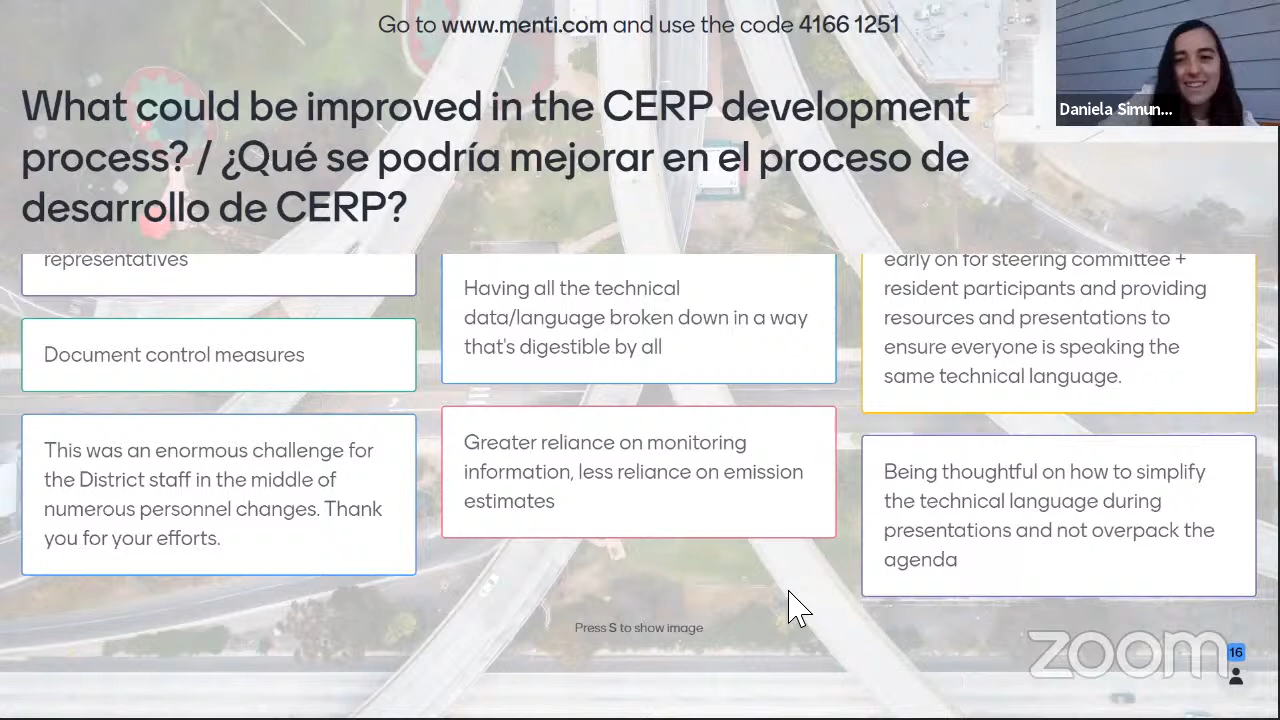 Go to www.menti.com and use the code 4166 1251
Daniela Simun...
What could be improved in the CERP development
process? / ¿Qué se podría mejorar en el proceso de
desarrollo de CERP?
representatives
Document control measures
This was an enormous challenge for
the District staff in the middle of
numerous personnel changes. Thank
you for your efforts.
Having all the technical
data/language broken down in a way
that's digestible by all
Greater reliance on monitoring
information, less reliance on emission
estimates
early on for steering committee +
resident participants and providing
resources and presentations to
ensure everyone is speaking the
same technical language.
Being thoughtful on how to simplify
the technical language during
presentations and not overpack the
agenda
Press S to show image
zoom
16